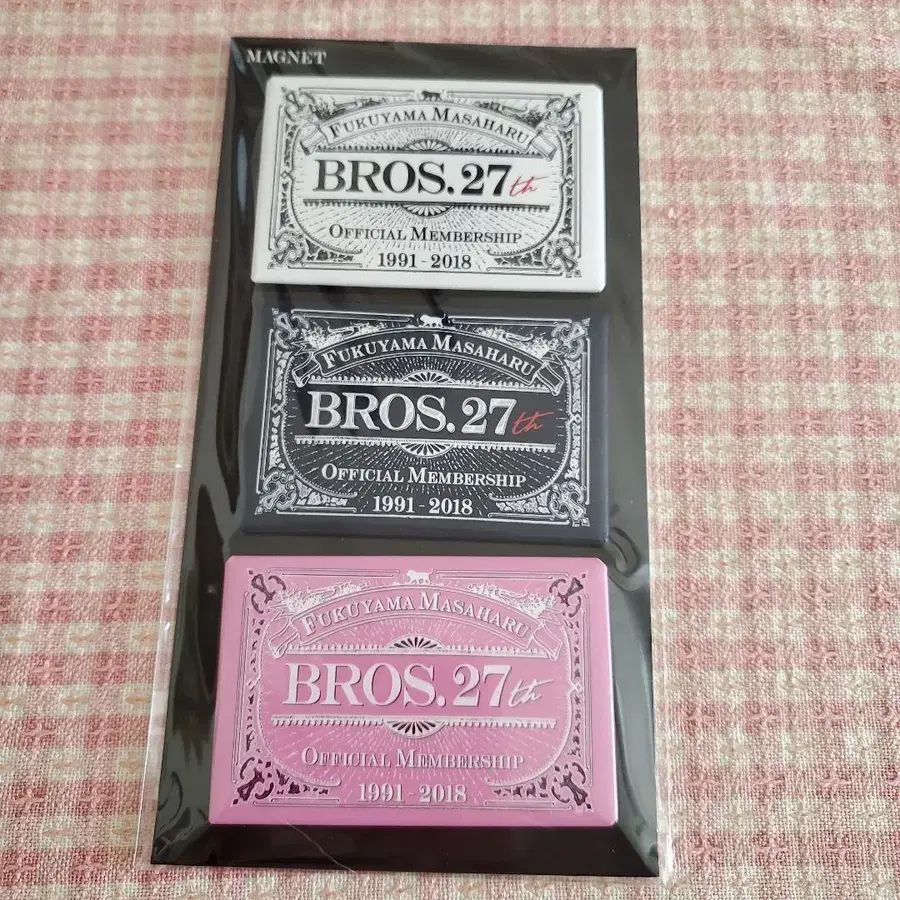 MAGNET
FUKUYAMA MASAHARU
BROS. 27th
OFFICIAL MEMBERSHIP
1991 - 2018
FUKUYAMA MASAHARU
BROS. 27th
OFFICIAL MEMBERSHIP
1991 - 2018
FUKUYAMA MASAHARU
BROS. 27th
OFFICIAL MEMBERSHIP
1991 - 2018